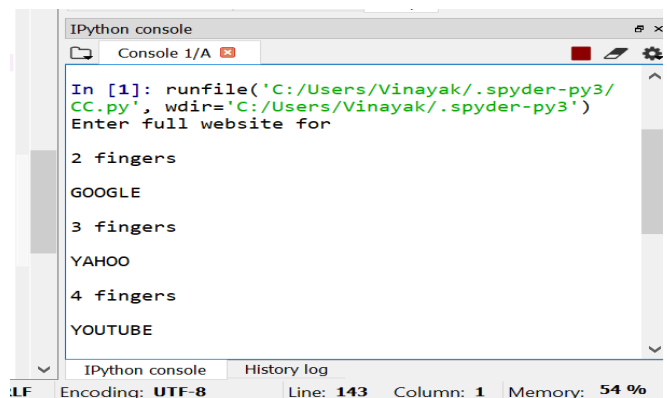 IPython console
Console 1/A
In [1]: runfile('C:/Users/Vinayak/.spyder-py3/
CC.py', wdir='C:/Users/Vinayak/.spyder-py3')
Enter full website for
2 fingers
GOOGLE
3 fingers
YAHOO
4 fingers
YOUTUBE
IPython console History log
Encoding: UTF-8 Line: 143 Column: 1 Memory: 54 %